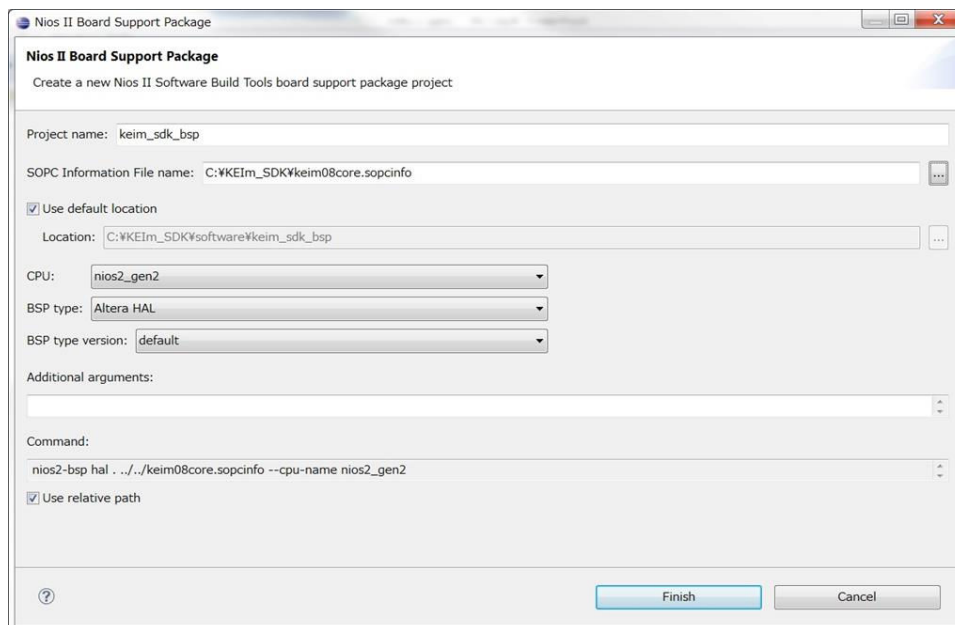 Nios II Board Support Package
Nios II Board Support Package
Create a new Nios II Software Build Tools board support package project
Project name: keim_sdk_bsp
SOPC Information File name: C:¥KEIm_SDK¥keim08core.sopcinfo ...
Use default location
Location: C:¥KEIm_SDK¥software¥keim_sdk_bsp ...
CPU: nios2_gen2
BSP type: Altera HAL
BSP type version: default
Additional arguments:
Command:
nios2-bsp hal . ../../keim08core.sopcinfo --cpu-name nios2_gen2
Use relative path
? Finish Cancel